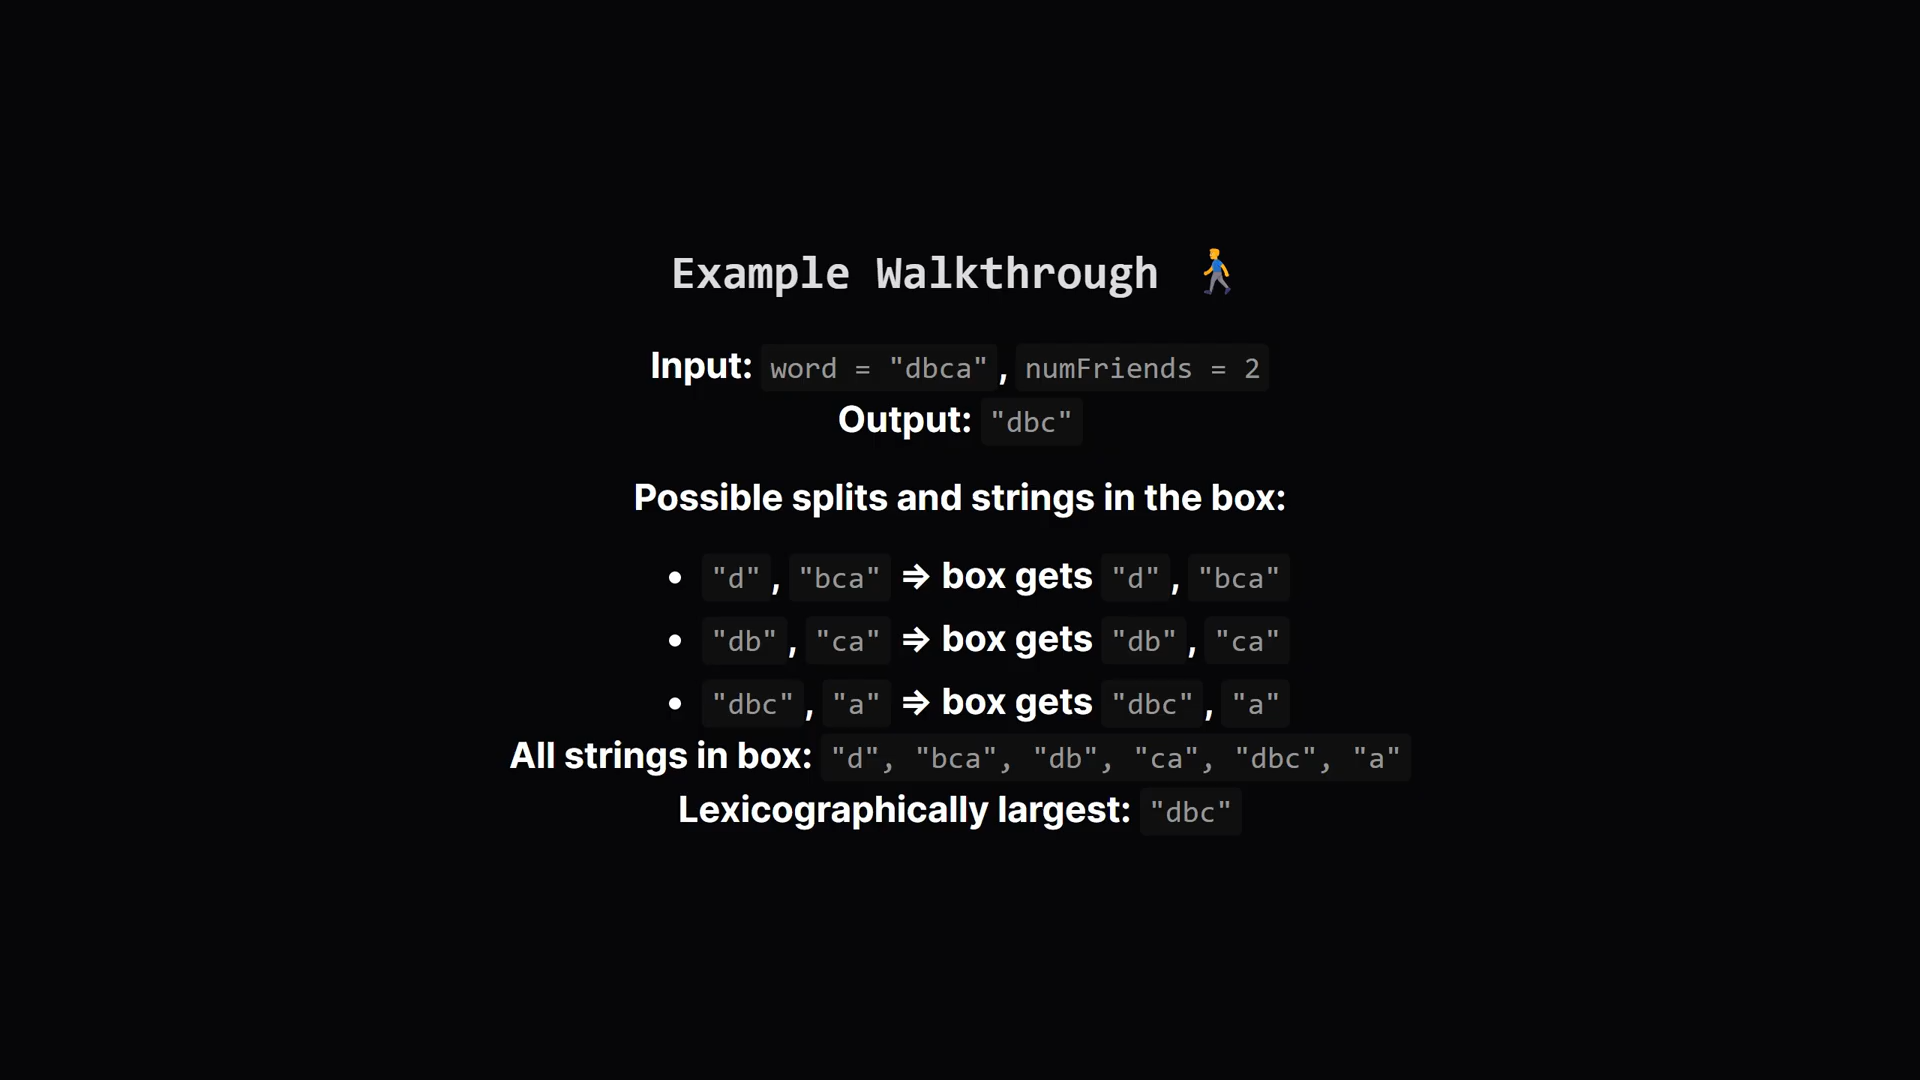 Example Walkthrough 🚶
Input: word = "dbca", numFriends = 2
Output: "dbc"
Possible splits and strings in the box:
• "d", "bca" ⇒ box gets "d", "bca"
• "db", "ca" ⇒ box gets "db", "ca"
• "dbc", "a" ⇒ box gets "dbc", "a"
All strings in box: "d", "bca", "db", "ca", "dbc", "a"
Lexicographically largest: "dbc"